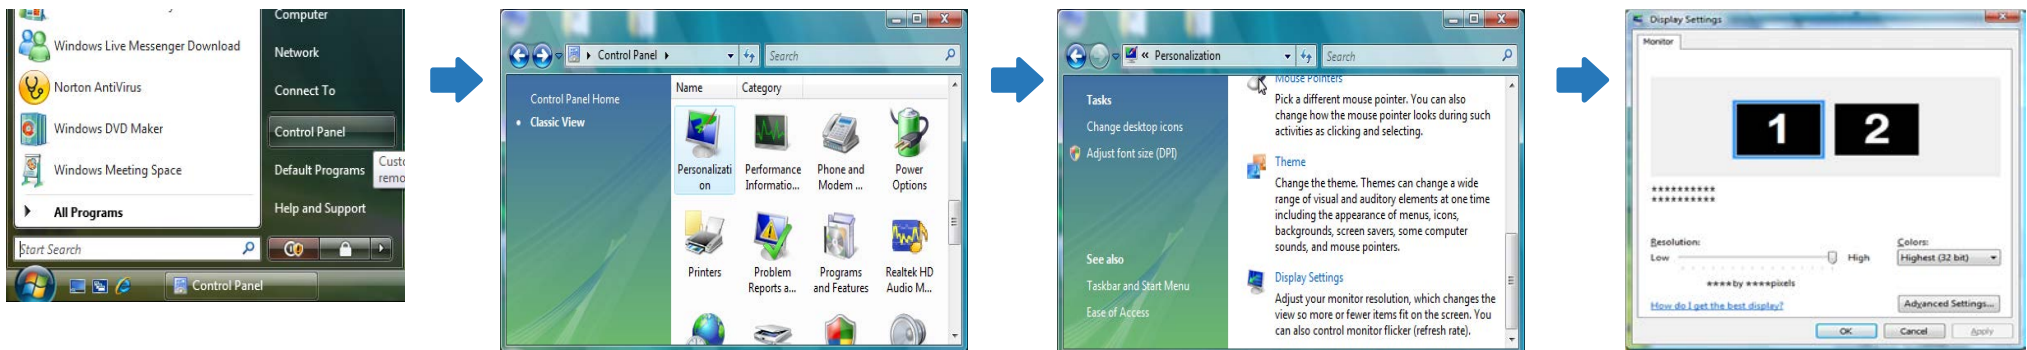 Computer
Windows Live Messenger Download
Network
Norton AntiVirus
Connect To
Windows DVD Maker
Control Panel
Windows Meeting Space
Default Programs
All Programs
Help and Support
Start Search
Control Panel
Control Panel
Search
Control Panel Home
Classic View
Name
Category
Personalizati
on
Performance
Informatio...
Phone and
Modem ...
Power
Options
Printers
Problem
Reports a...
Programs
and Features
Realtek HD
Audio M...
« Personalization
Search
Tasks
Change desktop icons
Adjust font size (DPI)
See also
Taskbar and Start Menu
Ease of Access
Mouse Pointers
Pick a different mouse pointer. You can also
change how the mouse pointer looks during such
activities as clicking and selecting.
Theme
Change the theme. Themes can change a wide
range of visual and auditory elements at one time
including the appearance of menus, icons,
backgrounds, screen savers, some computer
sounds, and mouse pointers.
Display Settings
Adjust your monitor resolution, which changes the
view so more or fewer items fit on the screen. You
can also control monitor flicker (refresh rate).
Display Settings
Monitor
1
2
**********
**********
Resolution:
Low
High
****by ****pixels
Colors:
Highest (32 bit)
How do I get the best display?
Advanced Settings...
OK
Cancel
Apply